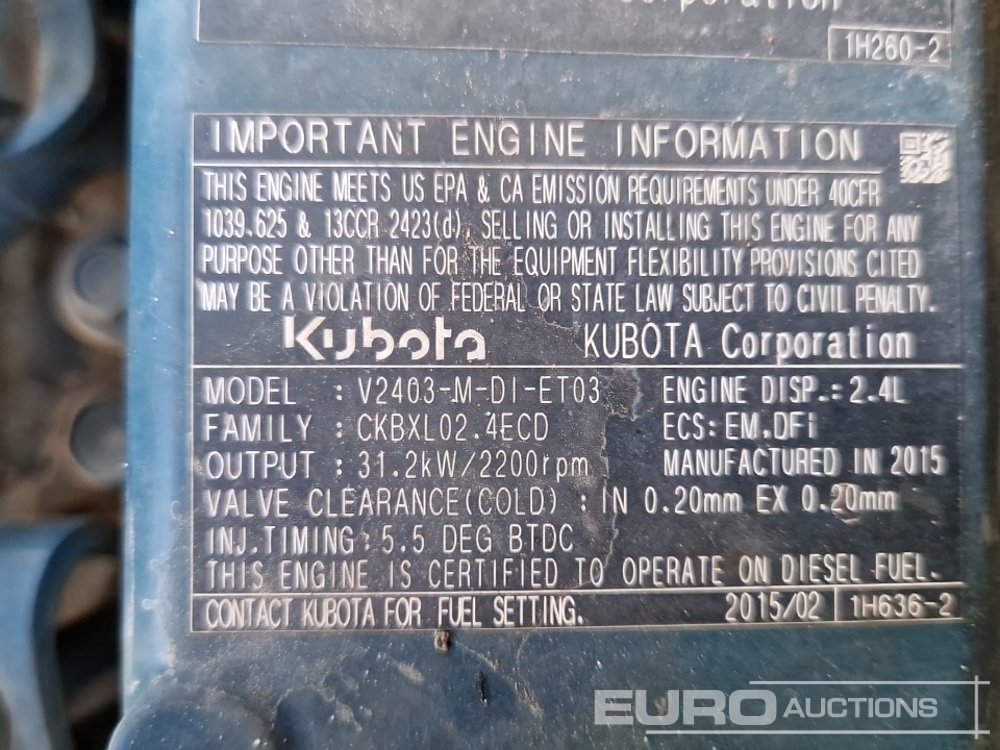 Corporation
1H260-2
IMPORTANT ENGINE INFORMATION
THIS ENGINE MEETS US EPA & CA EMISSION REQUIREMENTS UNDER 40CFR
1039.625 & 13CCR 2423(d), SELLING OR INSTALLING THIS ENGINE FOR ANY
PURPOSE OTHER THAN FOR THE EQUIPMENT FLEXIBILITY PROVISIONS CITED
MAY BE A VIOLATION OF FEDERAL OR STATE LAW SUBJECT TO CIVIL PENALTY.
Kubota KUBOTA Corporation
MODEL : V2403-M-DI-ET03 ENGINE DISP.: 2.4L
FAMILY : CKBXL02.4ECD ECS: EM,DFi
OUTPUT : 31.2kW/2200rpm MANUFACTURED IN 2015
VALVE CLEARANCE(COLD) : IN 0.20mm EX 0.20mm
INJ.TIMING: 5.5 DEG BTDC
THIS ENGINE IS CERTIFIED TO OPERATE ON DIESEL FUEL.
CONTACT KUBOTA FOR FUEL SETTING. 2015/02 1H636-2
EURO AUCTIONS